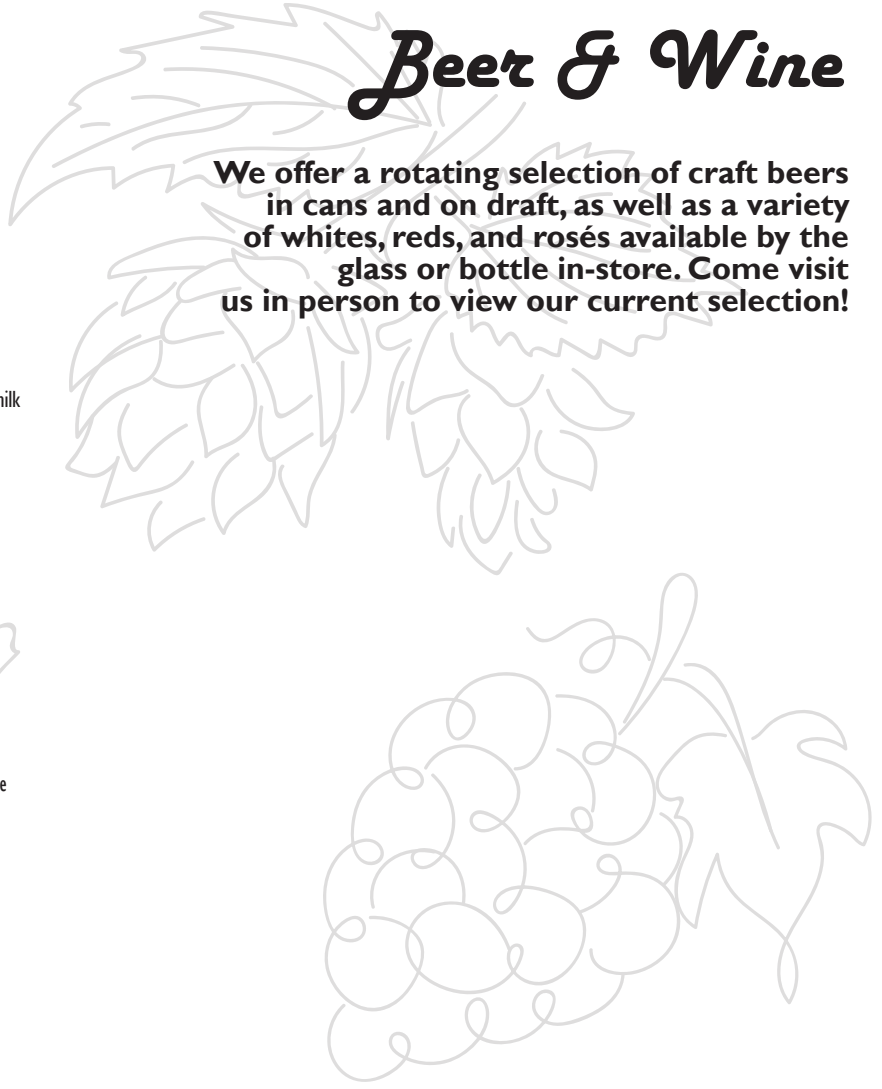 Beer & Wine
We offer a rotating selection of craft beers
in cans and on draft, as well as a variety
of whites, reds, and rosés available by the
glass or bottle in-store. Come visit
us in person to view our current selection!